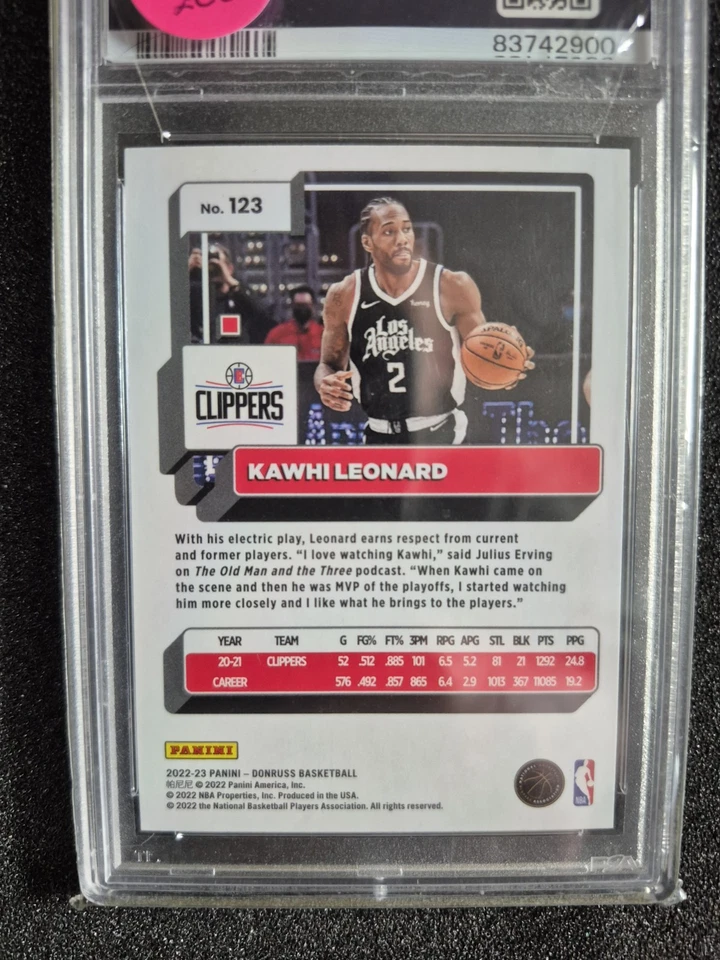 83742900
No. 123
Los
Angeles
2
SPALDING
CLIPPERS
KAWHI LEONARD
With his electric play, Leonard earns respect from current
and former players. “I love watching Kawhi,” said Julius Erving
on The Old Man and the Three podcast. “When Kawhi came on
the scene and then he was MVP of the playoffs, I started watching
him more closely and I like what he brings to the players.”
YEAR TEAM G FG% FT% 3PM RPG APG STL BLK PTS PPG
20-21 CLIPPERS 52 .512 .885 101 6.5 5.2 81 21 1292 24.8
CAREER 576 .492 .857 865 6.4 2.9 1013 367 11085 19.2
PANINI
2022-23 PANINI – DONRUSS BASKETBALL
帕尼尼 © 2022 Panini America, Inc.
© 2022 NBA Properties, Inc. Produced in the USA.
© 2022 the National Basketball Players Association. All rights reserved.
NBA